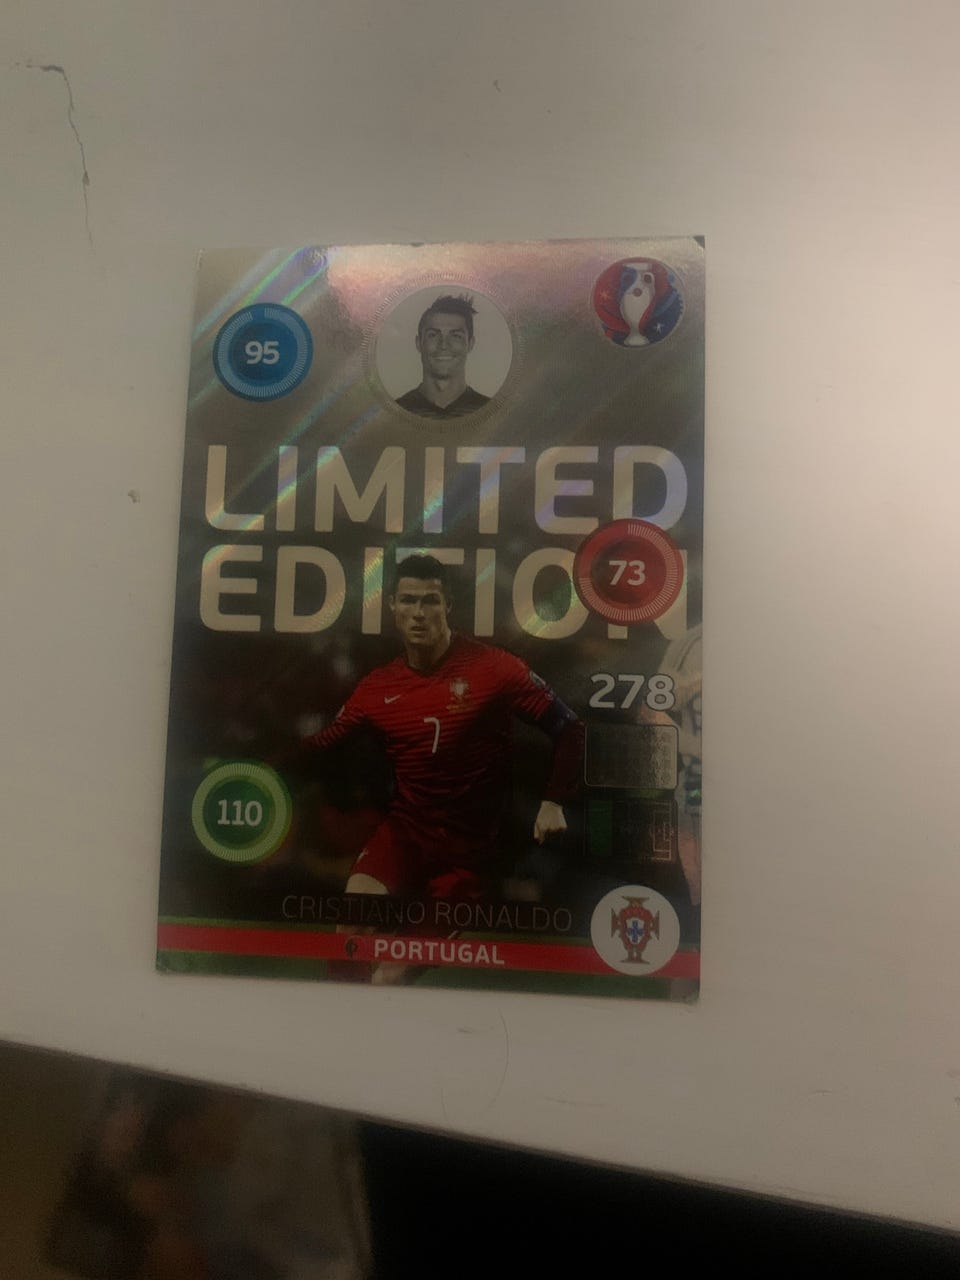 95
LIMITED
EDITION
73
278
7
110
CRISTIANO RONALDO
PORTUGAL